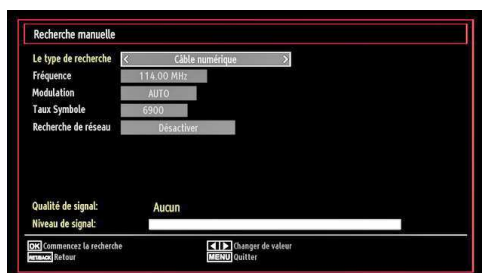 Recherche manuelle
Le type de recherche < Câble numérique >
Fréquence 114.00 MHz
Modulation AUTO
Taux Symbole 6900
Recherche de réseau Désactiver
Qualité de signal: Aucun
Niveau de signal:
OK Commencez la recherche ◀ ▶ Changer de valeur
RET/BACK Retour MENU Quitter